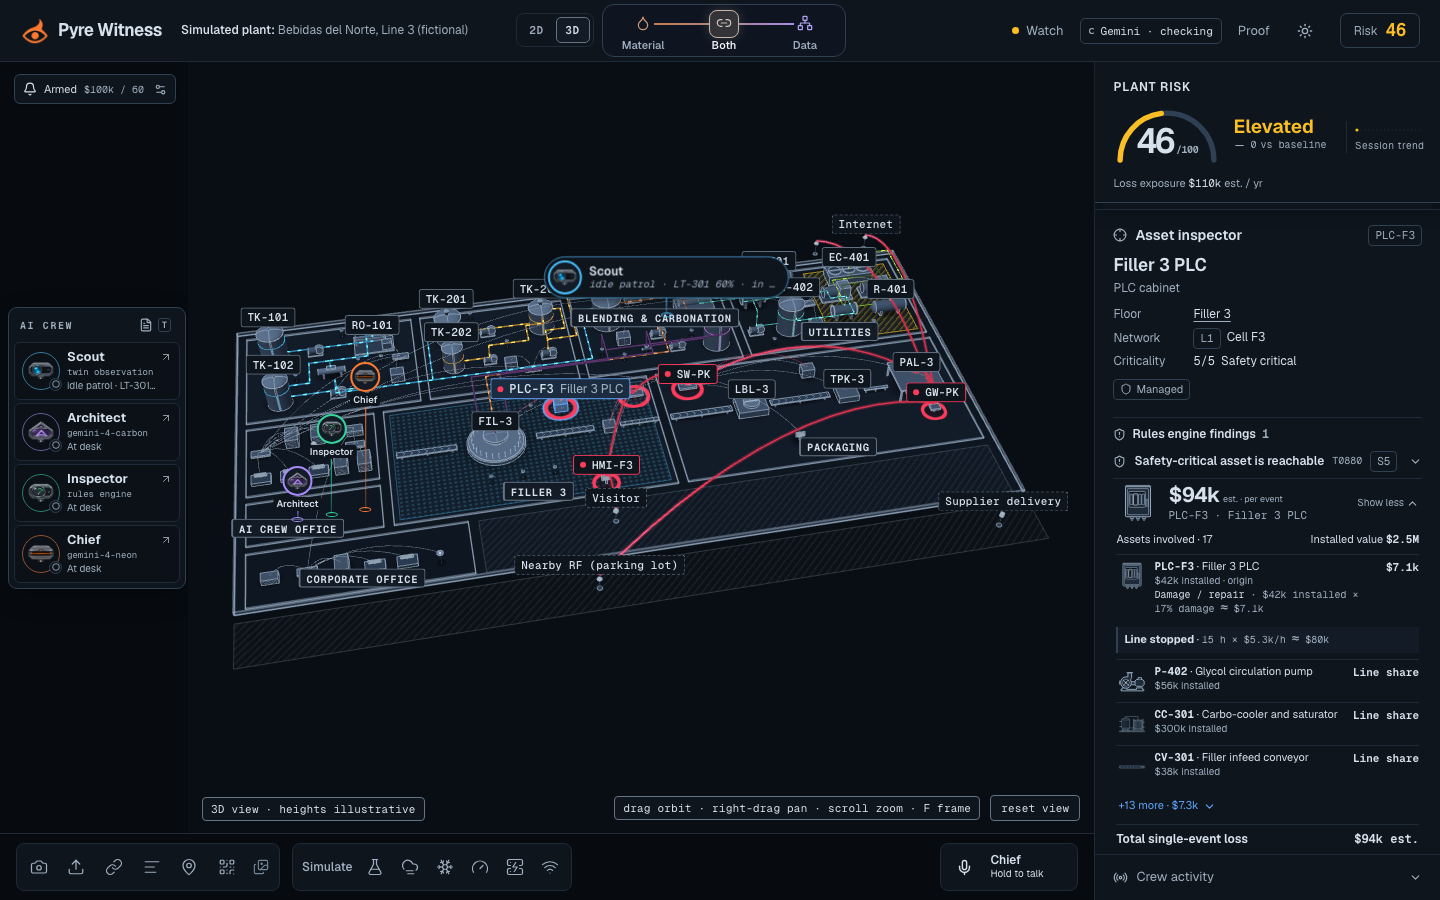 Pyre Witness
Simulated plant: Bebidas del Norte, Line 3 (fictional)
2D 3D
Material Both Data
Watch
Gemini · checking
Proof
Risk 46
Armed $100k / 60
AI CREW T
Scout
twin observation
Idle patrol · LT-301...
Architect
gemini-4-carbon
At desk
Inspector
rules engine
At desk
Chief
gemini-4-neon
At desk
Internet
EC-401
R-401
Scout
idle patrol · LT-301 60% · in …
TK-201
TK-101
RO-101
TK-202
BLENDING & CARBONATION
UTILITIES
TK-102
PAL-3
SW-PK
TPK-3
PLC-F3 Filler 3 PLC
LBL-3
GW-PK
Chief
FIL-3
Inspector
PACKAGING
HMI-F3
FILLER 3
Visitor
Architect
Supplier delivery
AI CREW OFFICE
Nearby RF (parking lot)
CORPORATE OFFICE
3D view · heights illustrative
drag orbit · right-drag pan · scroll zoom · F frame
reset view
Simulate
Chief
Hold to talk
PLANT RISK
46 /100
Elevated
— 0 vs baseline
Session trend
Loss exposure $110k est. / yr
Asset inspector PLC-F3
Filler 3 PLC
PLC cabinet
Floor Filler 3
Network L1 Cell F3
Criticality 5/5 Safety critical
Managed
Rules engine findings 1
Safety-critical asset is reachable T0880 S5
$94k est. · per event
Show less
PLC-F3 · Filler 3 PLC
Assets involved · 17 Installed value $2.5M
PLC-F3 · Filler 3 PLC $7.1k
$42k installed · origin
Damage / repair · $42k installed ×
17% damage ≈ $7.1k
Line stopped · 15 h × $5.3k/h ≈ $80k
P-402 · Glycol circulation pump Line share
$56k installed
CC-301 · Carbo-cooler and saturator Line share
$300k installed
CV-301 · Filler infeed conveyor Line share
$38k installed
+13 more · $7.3k
Total single-event loss $94k est.
Crew activity